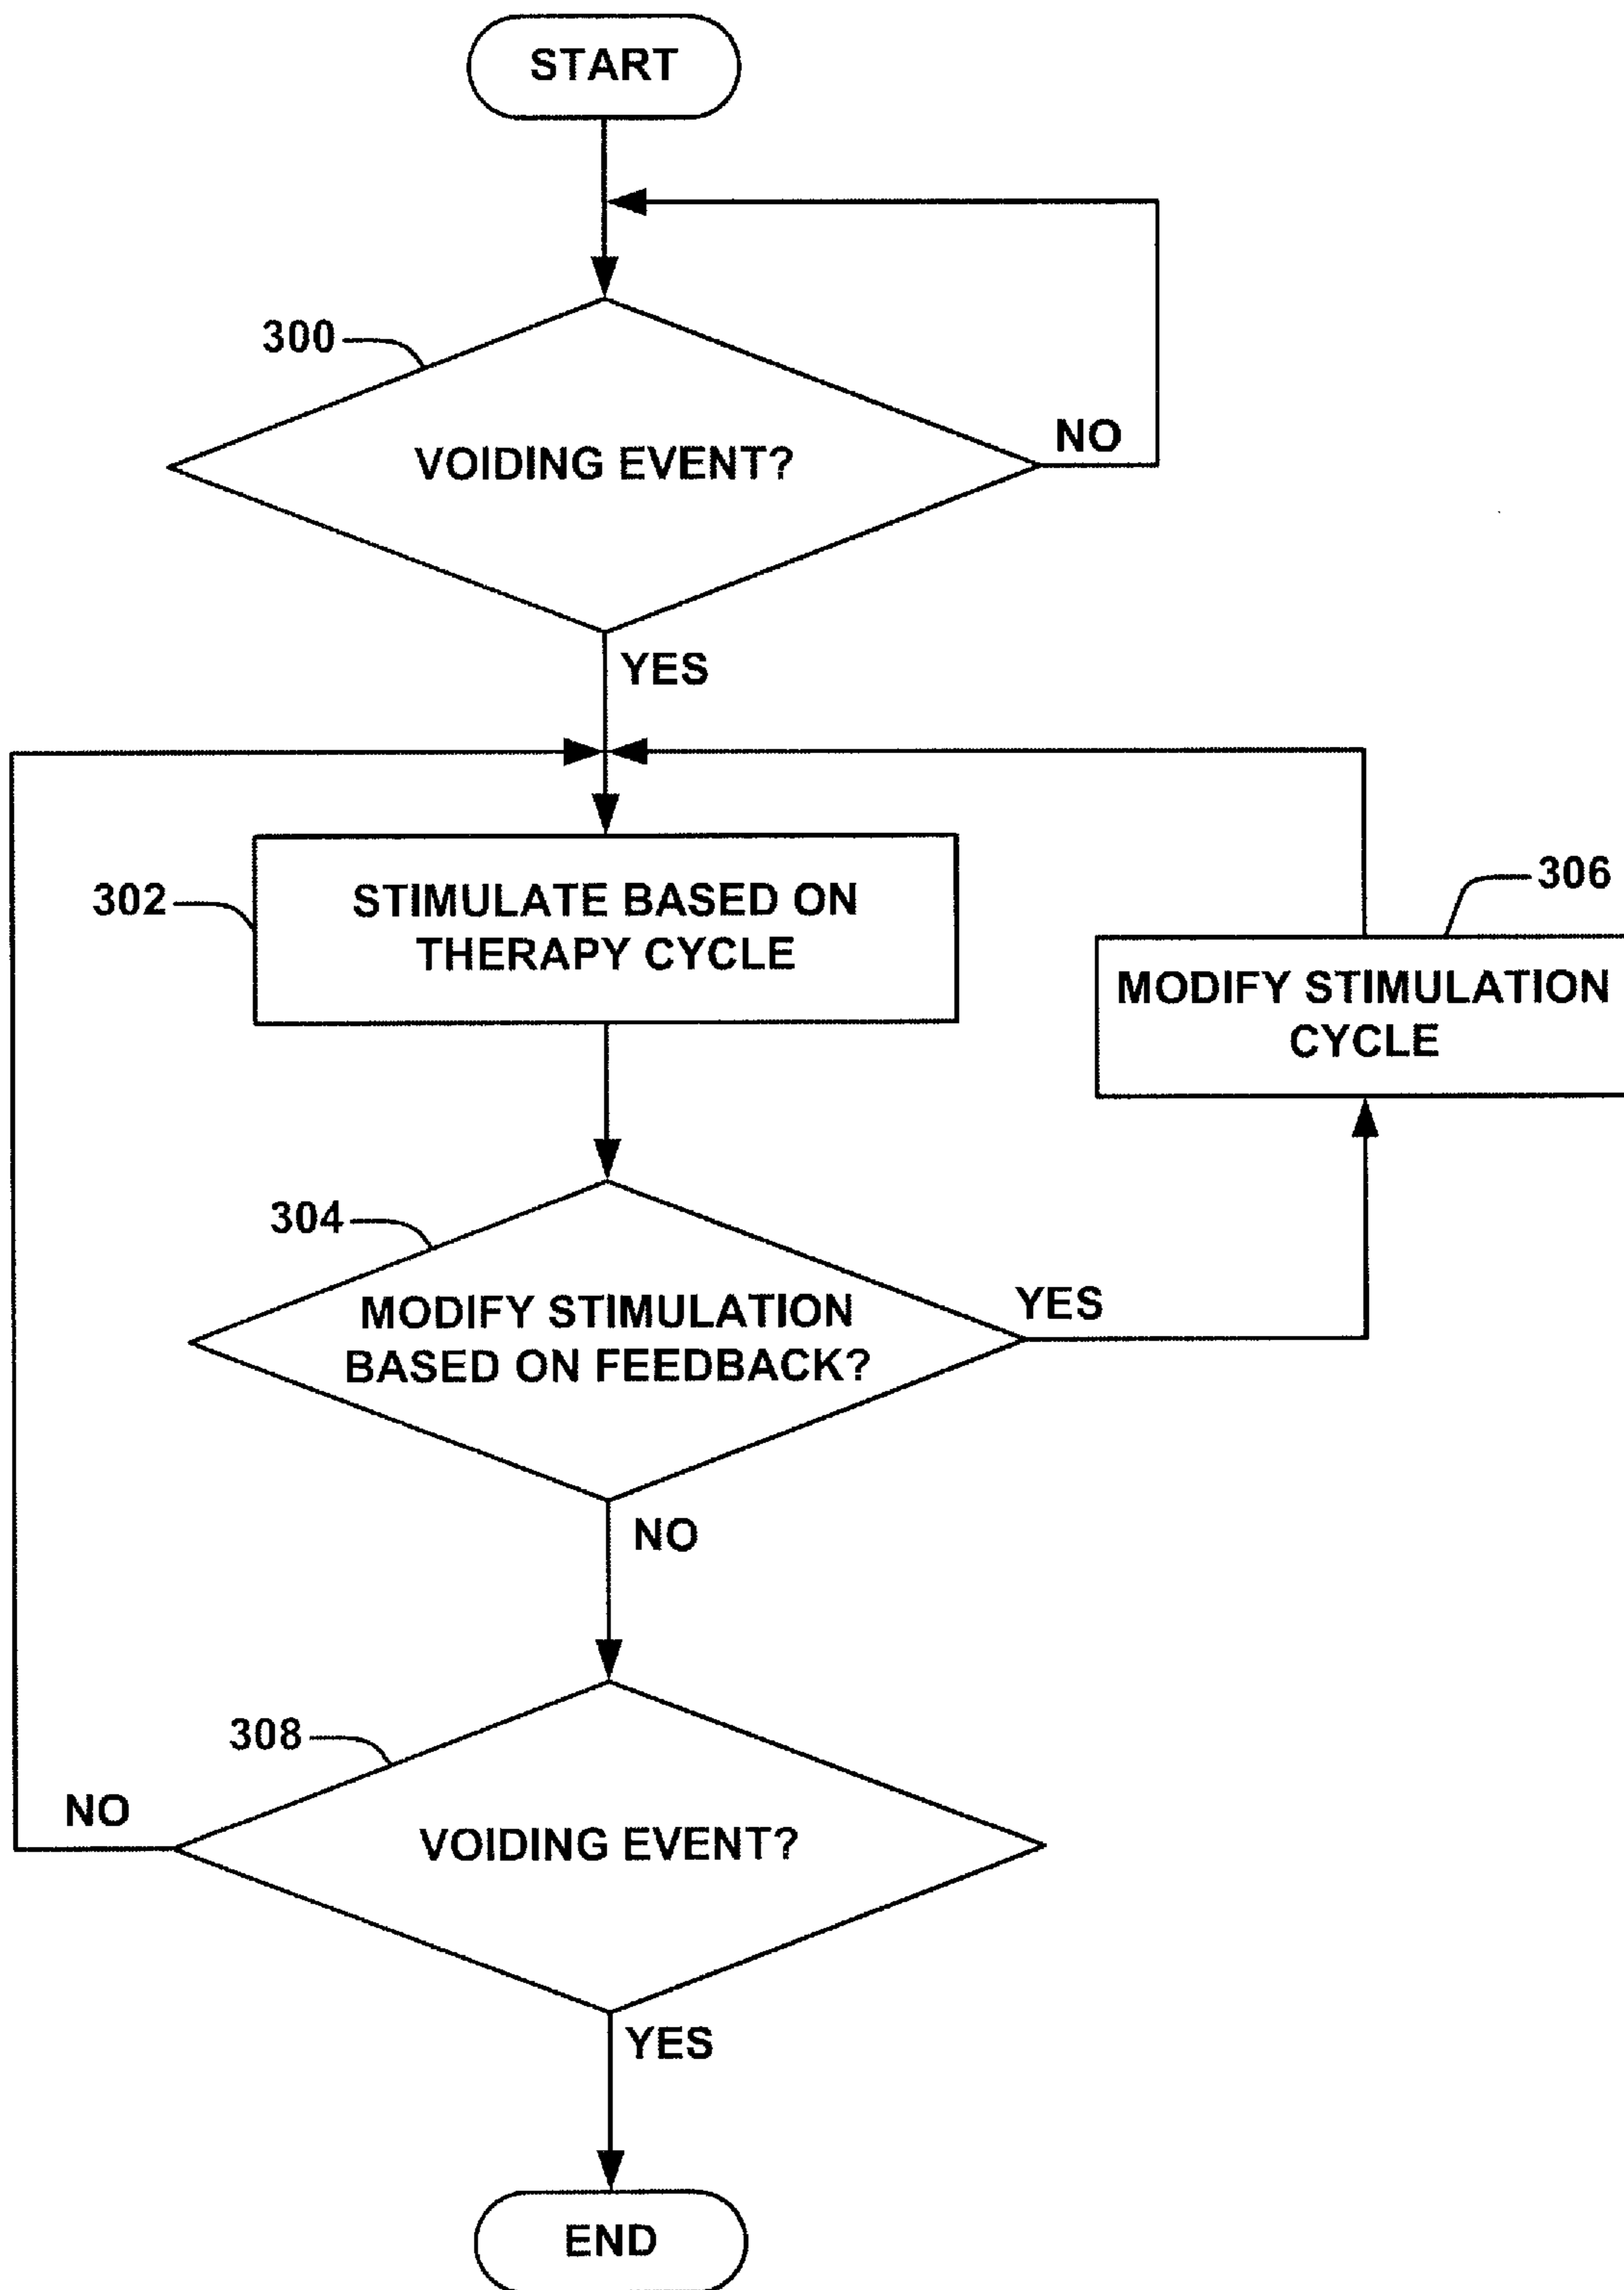 START
300
VOIDING EVENT?
NO
YES
302
STIMULATE BASED ON
THERAPY CYCLE
306
MODIFY STIMULATION
CYCLE
304
MODIFY STIMULATION
BASED ON FEEDBACK?
YES
NO
308
VOIDING EVENT?
NO
YES
END